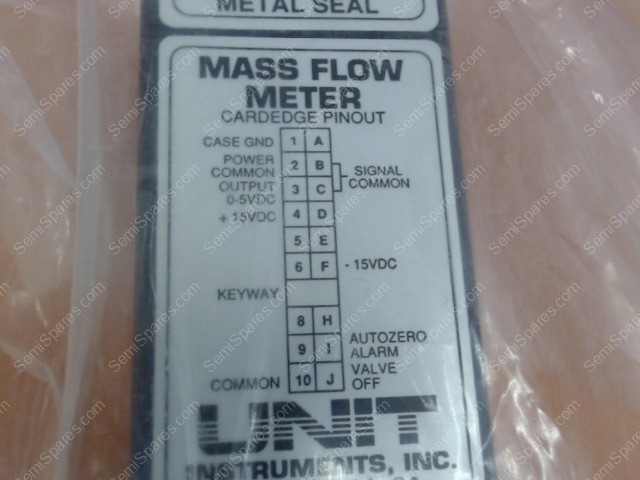 METAL SEAL
MASS FLOW
METER
CARDEDGE PINOUT
CASE GND 1 A
POWER
COMMON 2 B SIGNAL
OUTPUT 3 C COMMON
0-5VDC
+ 15VDC 4 D
5 E
6 F - 15VDC
KEYWAY
8 H
9 I AUTOZERO
ALARM
COMMON 10 J VALVE
OFF
UNIT
INSTRUMENTS, INC.
SemiSpares.com